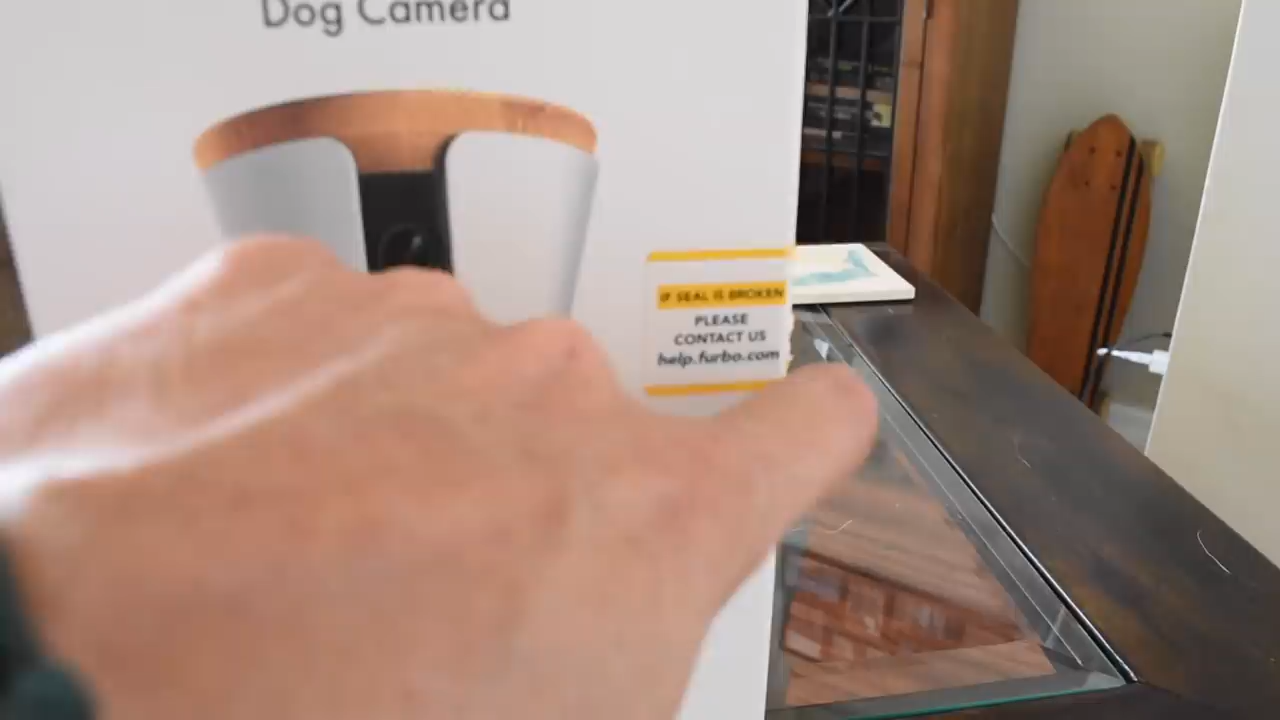 Dog Camera
IF SEAL IS BROKEN
PLEASE
CONTACT US
help.furbo.com